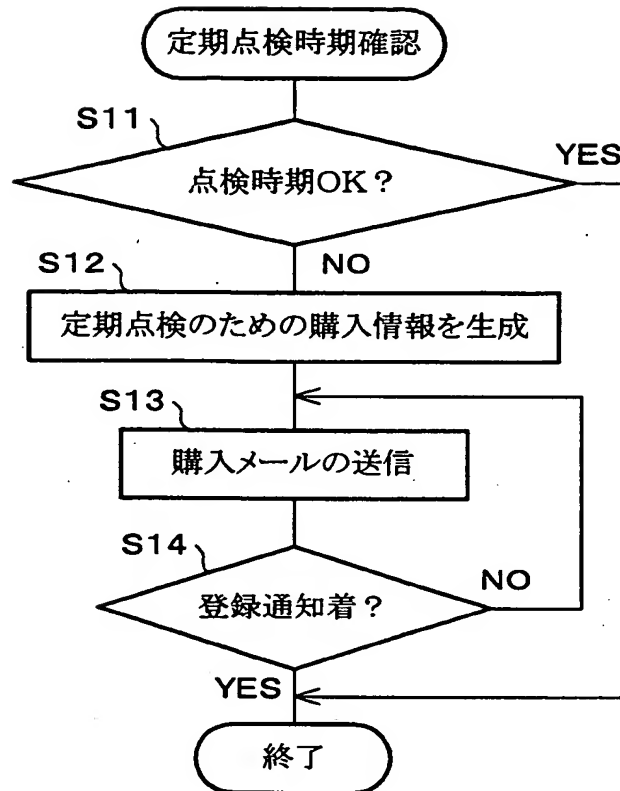 定期点検時期確認
S11
点検時期OK？
YES
NO
S12
定期点検のための購入情報を生成
S13
購入メールの送信
S14
登録通知着？
NO
YES
終了